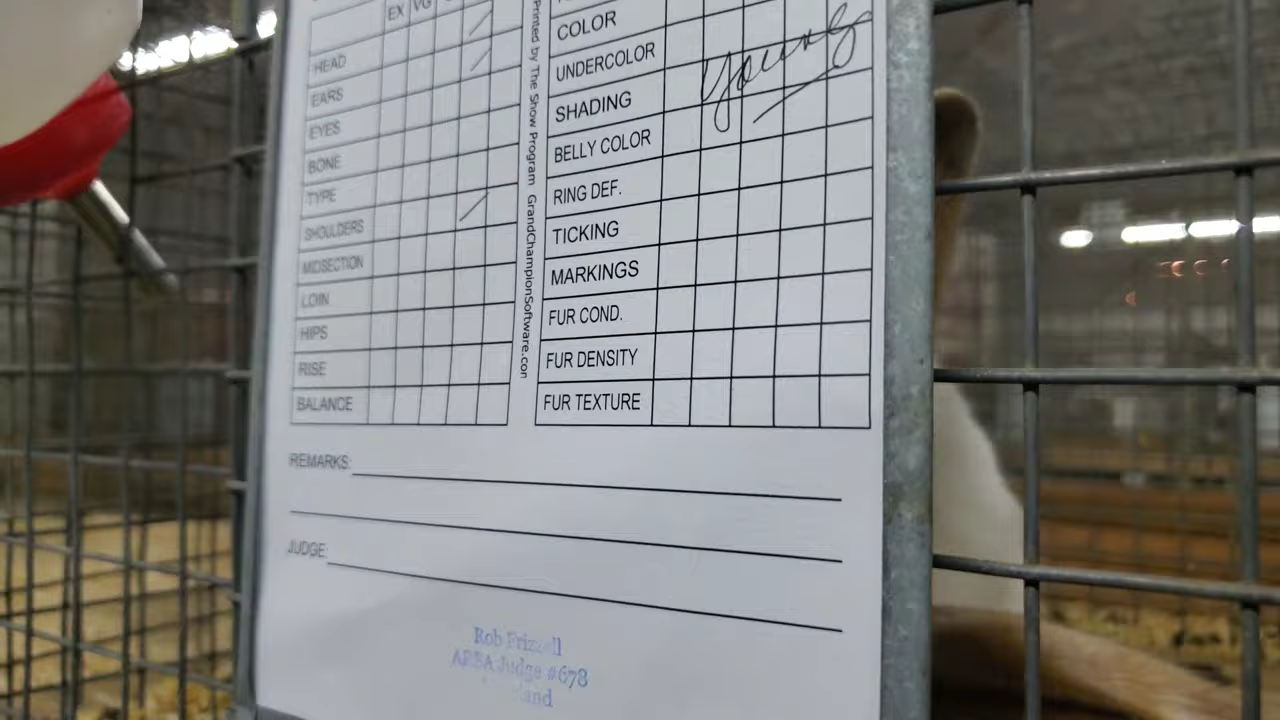 EX VG
HEAD
EARS
EYES
BONE
TYPE
SHOULDERS
MIDSECTION
LOIN
HIPS
RISE
BALANCE
Printed by The Show Program GrandChampionSoftware.com
COLOR
UNDERCOLOR
SHADING
BELLY COLOR
RING DEF.
TICKING
MARKINGS
FUR COND.
FUR DENSITY
FUR TEXTURE
young
REMARKS:
JUDGE:
Rob
Judge #678